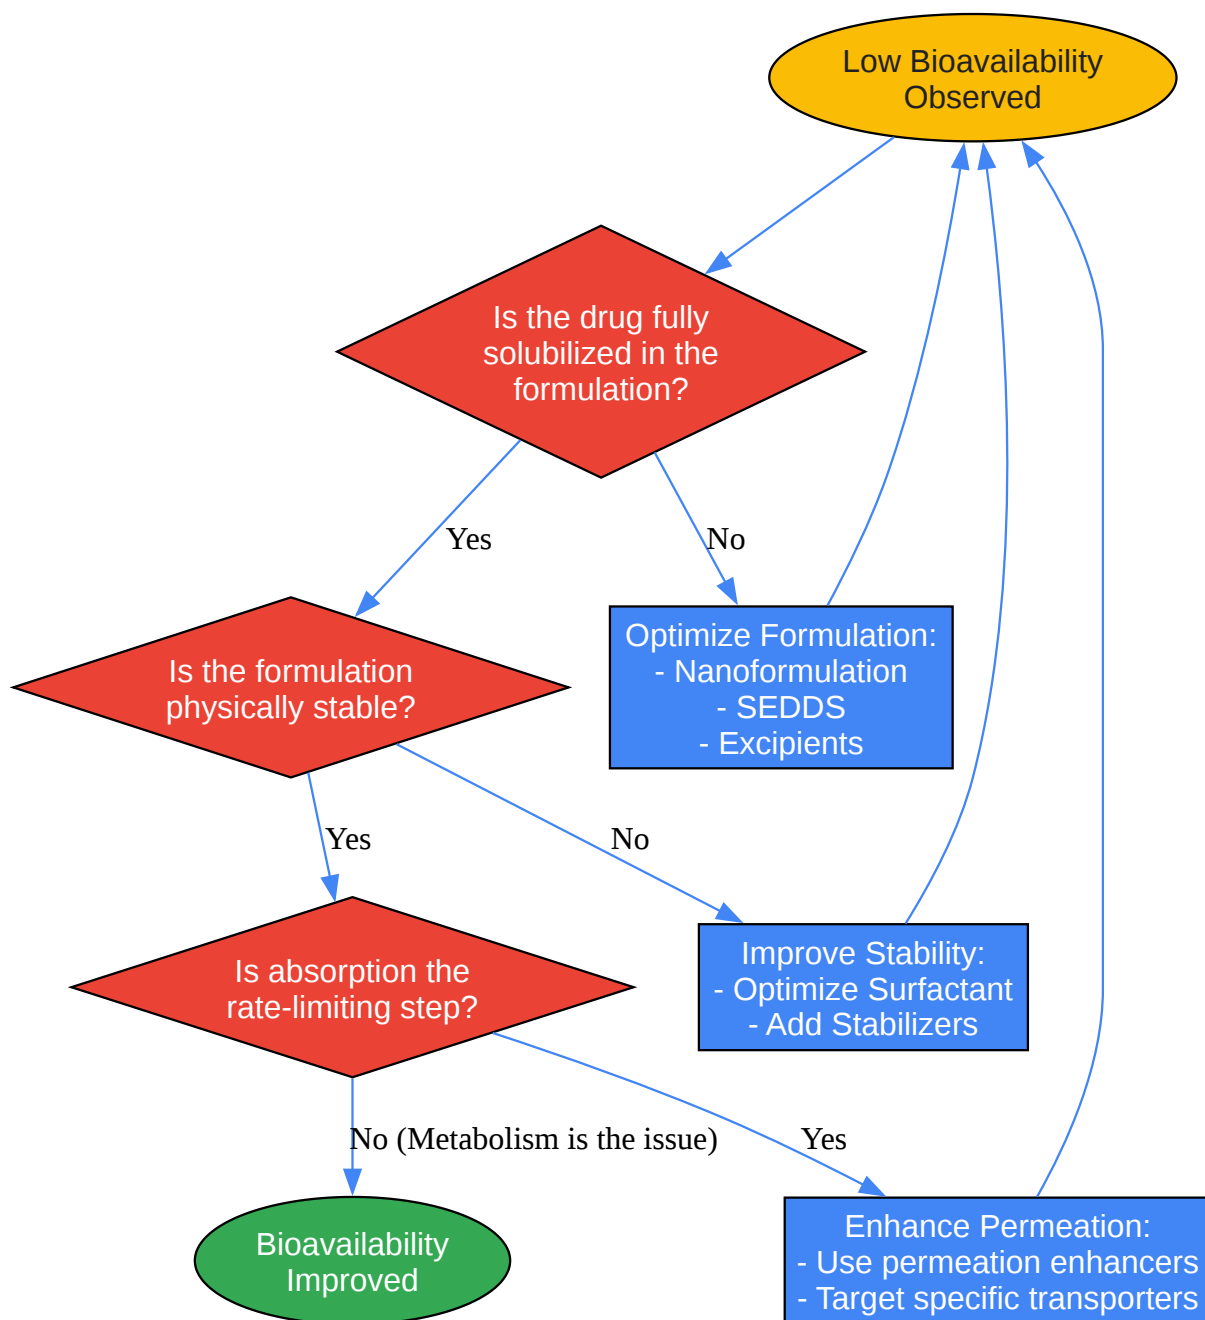 Low Bioavailability
Observed
Is the drug fully
solubilized in the
formulation?
Yes
No
Is the formulation
physically stable?
Optimize Formulation:
- Nanoformulation
- SEDDS
- Excipients
Yes
No
Is absorption the
rate-limiting step?
Improve Stability:
- Optimize Surfactant
- Add Stabilizers
No (Metabolism is the issue)
Yes
Bioavailability
Improved
Enhance Permeation:
- Use permeation enhancers
- Target specific transporters